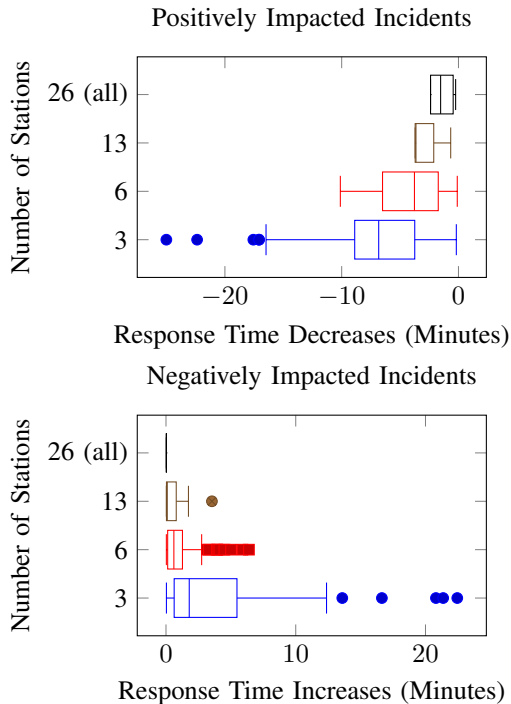 Positively Impacted Incidents
Number of Stations
26 (all)
13
6
3
−20
−10
0
Response Time Decreases (Minutes)
Negatively Impacted Incidents
Number of Stations
26 (all)
13
6
3
0
10
20
Response Time Increases (Minutes)